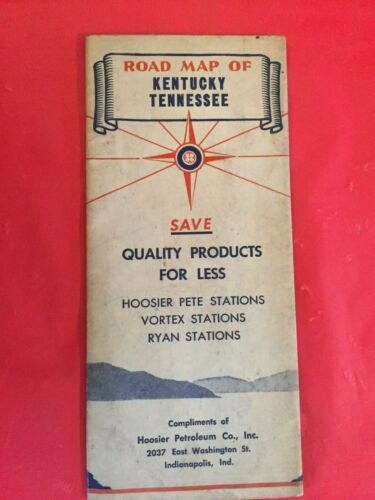 ROAD MAP OF
KENTUCKY
TENNESSEE
SAVE
QUALITY PRODUCTS
FOR LESS
HOOSIER PETE STATIONS
VORTEX STATIONS
RYAN STATIONS
Compliments of
Hoosier Petroleum Co., Inc.
2037 East Washington St.
Indianapolis, Ind.